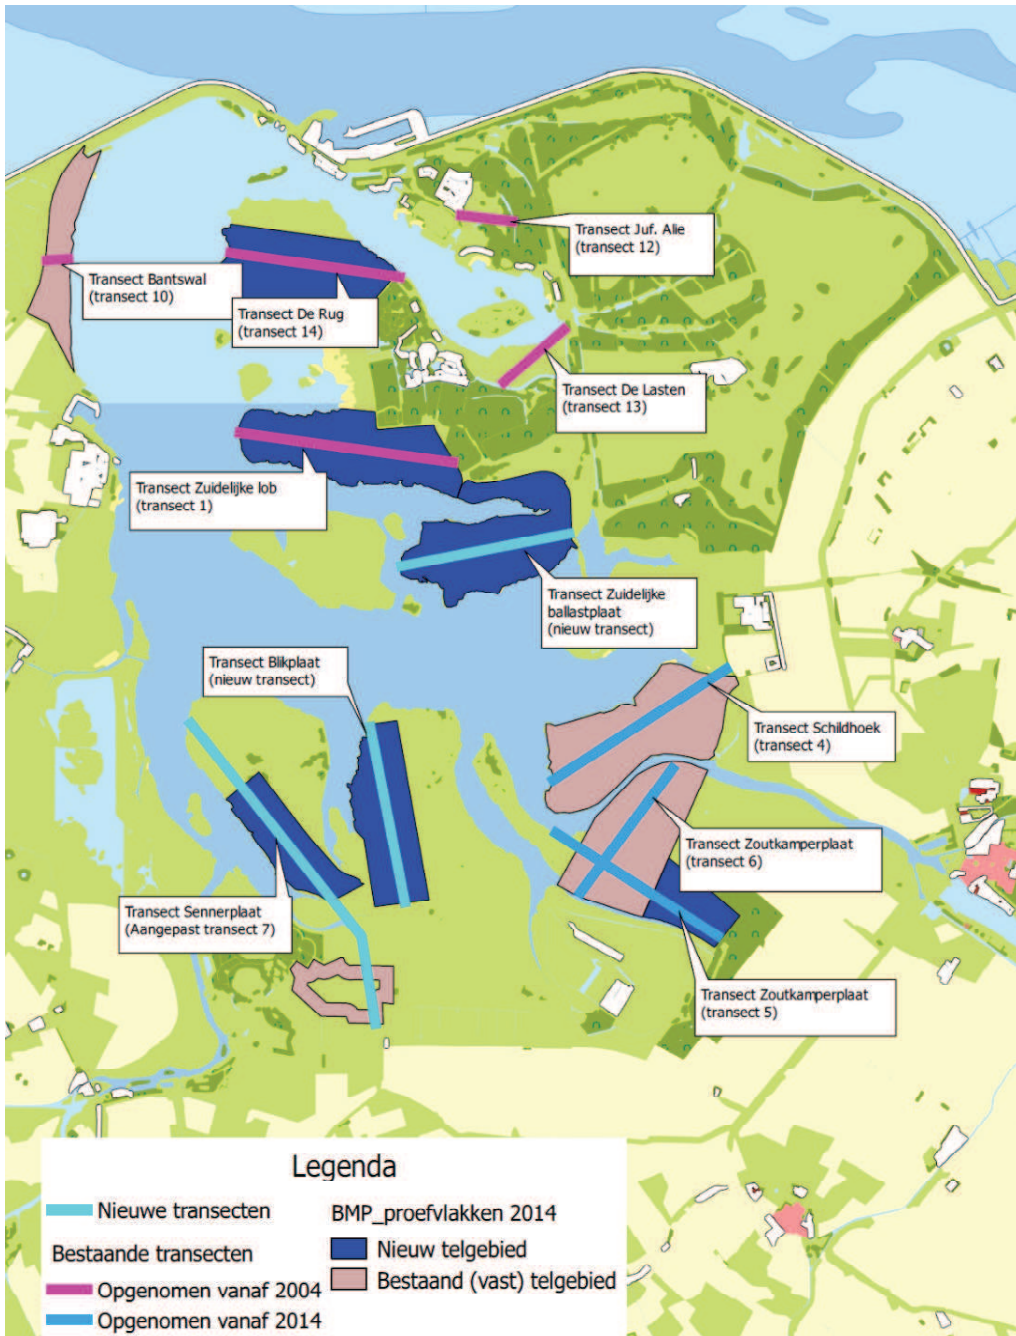 Transect Juf. Alie
(transect 12)
Transect Bantswal
(transect 10)
Transect De Rug
(transect 14)
Transect De Lasten
(transect 13)
Transect Zuidelijke lob
(transect 1)
Transect Zuidelijke
ballastplaat
(nieuw transect)
Transect Blikplaat
(nieuw transect)
Transect Schildhoek
(transect 4)
Transect Zoutkamperplaat
(transect 6)
Transect Sennerplaat
(Aangepast transect 7)
Transect Zoutkamperplaat
(transect 5)
Legenda
Nieuwe transecten
Bestaande transecten
Opgenomen vanaf 2004
Opgenomen vanaf 2014
BMP_proefvlakken 2014
Nieuw telgebied
Bestaand (vast) telgebied